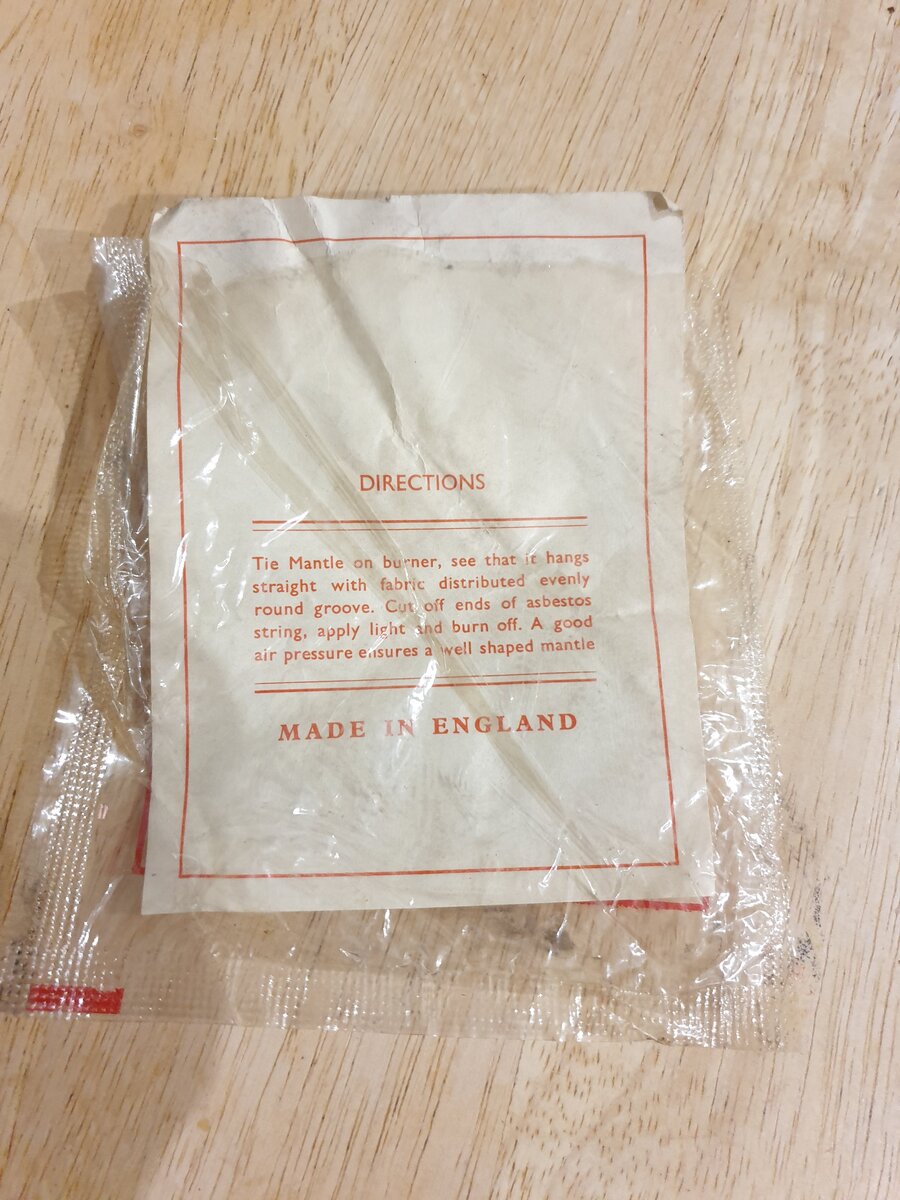 DIRECTIONS
Tie Mantle on burner, see that it hangs
straight with fabric distributed evenly
round groove. Cut off ends of asbestos
string, apply light and burn off. A good
air pressure ensures a well shaped mantle
MADE IN ENGLAND